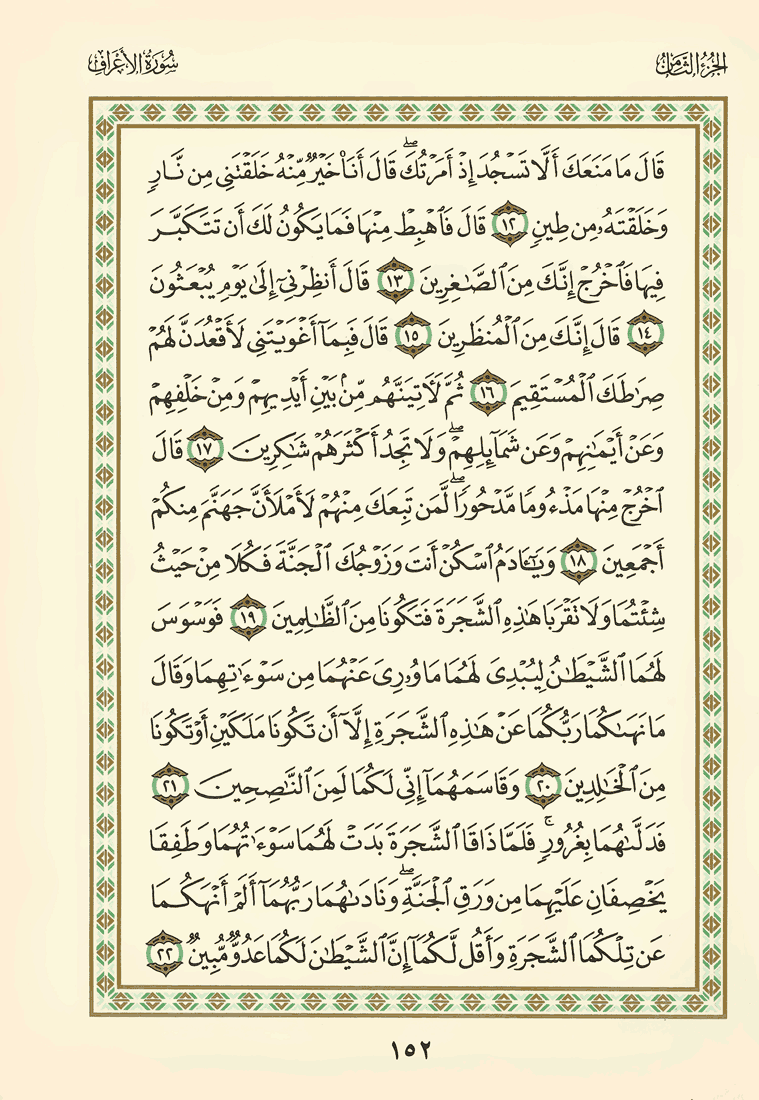 الجزء الثامن
سورة الأعراف
قَالَ مَا مَنَعَكَ أَلَّا تَسْجُدَ إِذْ أَمَرْتُكَ ۖ قَالَ أَنَا۠ خَيْرٌ مِّنْهُ خَلَقْتَنِى مِن نَّارٍ
وَخَلَقْتَهُۥ مِن طِينٍ ١٢ قَالَ فَٱهْبِطْ مِنْهَا فَمَا يَكُونُ لَكَ أَن تَتَكَبَّرَ
فِيهَا فَٱخْرُجْ إِنَّكَ مِنَ ٱلصَّـٰغِرِينَ ١٣ قَالَ أَنظِرْنِىٓ إِلَىٰ يَوْمِ يُبْعَثُونَ
١٤ قَالَ إِنَّكَ مِنَ ٱلْمُنظَرِينَ ١٥ قَالَ فَبِمَآ أَغْوَيْتَنِى لَأَقْعُدَنَّ لَهُمْ
صِرَٰطَكَ ٱلْمُسْتَقِيمَ ١٦ ثُمَّ لَـَٔاتِيَنَّهُم مِّنۢ بَيْنِ أَيْدِيهِمْ وَمِنْ خَلْفِهِمْ
وَعَنْ أَيْمَـٰنِهِمْ وَعَن شَمَآئِلِهِمْ ۖ وَلَا تَجِدُ أَكْثَرَهُمْ شَـٰكِرِينَ ١٧ قَالَ
ٱخْرُجْ مِنْهَا مَذْءُومًا مَّدْحُورًا ۖ لَّمَن تَبِعَكَ مِنْهُمْ لَأَمْلَأَنَّ جَهَنَّمَ مِنكُمْ
أَجْمَعِينَ ١٨ وَيَـٰٓـَٔادَمُ ٱسْكُنْ أَنتَ وَزَوْجُكَ ٱلْجَنَّةَ فَكُلَا مِنْ حَيْثُ
شِئْتُمَا وَلَا تَقْرَبَا هَـٰذِهِ ٱلشَّجَرَةَ فَتَكُونَا مِنَ ٱلظَّـٰلِمِينَ ١٩ فَوَسْوَسَ
لَهُمَا ٱلشَّيْطَـٰنُ لِيُبْدِىَ لَهُمَا مَا وُۥرِىَ عَنْهُمَا مِن سَوْءَٰتِهِمَا وَقَالَ
مَا نَهَىٰكُمَا رَبُّكُمَا عَنْ هَـٰذِهِ ٱلشَّجَرَةِ إِلَّآ أَن تَكُونَا مَلَكَيْنِ أَوْ تَكُونَا
مِنَ ٱلْخَـٰلِدِينَ ٢٠ وَقَاسَمَهُمَآ إِنِّى لَكُمَا لَمِنَ ٱلنَّـٰصِحِينَ ٢١
فَدَلَّىٰهُمَا بِغُرُورٍ ۚ فَلَمَّا ذَاقَا ٱلشَّجَرَةَ بَدَتْ لَهُمَا سَوْءَٰتُهُمَا وَطَفِقَا
يَخْصِفَانِ عَلَيْهِمَا مِن وَرَقِ ٱلْجَنَّةِ ۖ وَنَادَىٰهُمَا رَبُّهُمَآ أَلَمْ أَنْهَكُمَا
عَن تِلْكُمَا ٱلشَّجَرَةِ وَأَقُل لَّكُمَآ إِنَّ ٱلشَّيْطَـٰنَ لَكُمَا عَدُوٌّ مُّبِينٌ ٢٢
١٥٢